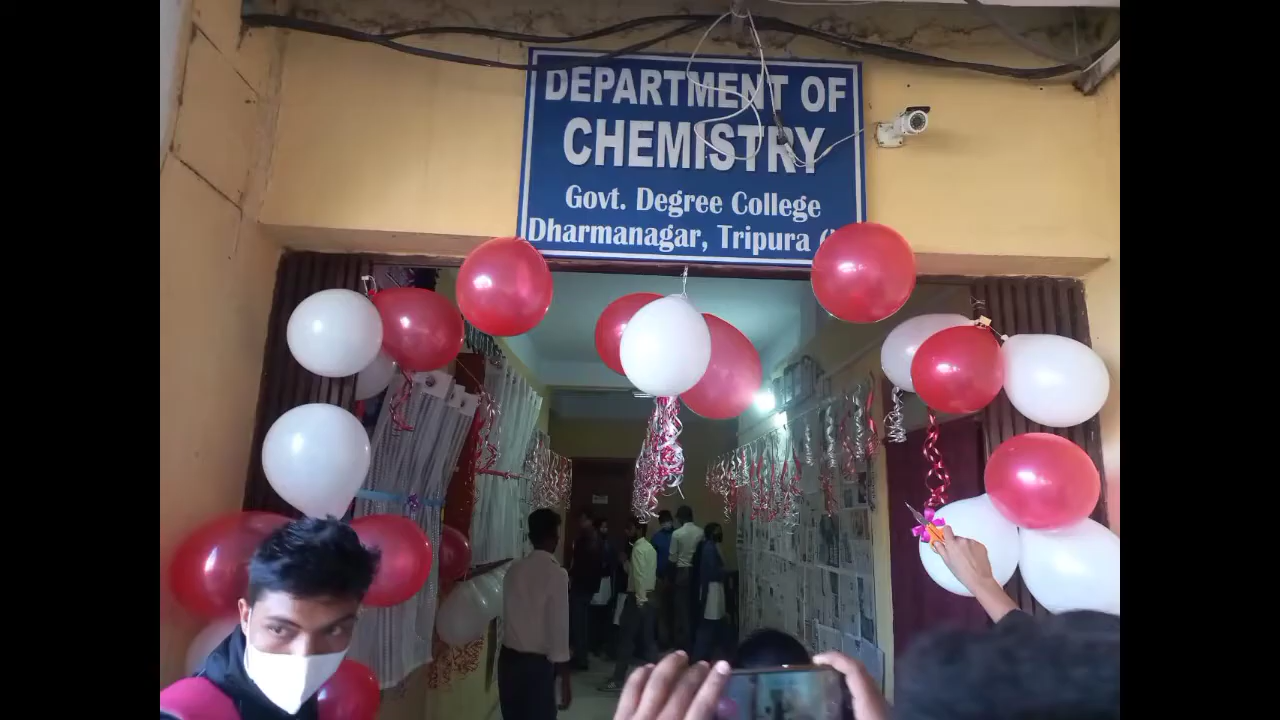 DEPARTMENT OF
CHEMISTRY
Govt. Degree College
Dharmanagar, Tripura (